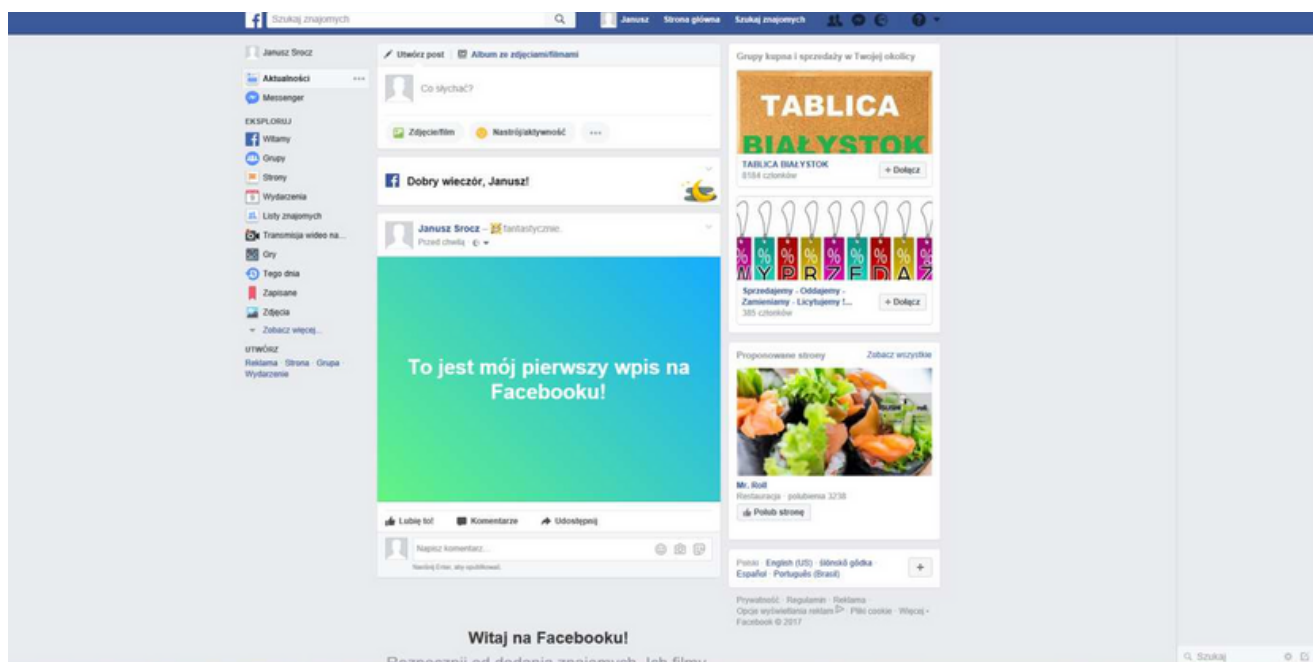 Szukaj znajomych
Janusz Strona główna Szukaj znajomych
Janusz Srocz
Aktualności
Messenger
EKSPLORUJ
Witamy
Grupy
Strony
Wydarzenia
Listy znajomych
Transmisja wideo na...
Gry
Tego dnia
Zapisane
Zdjęcia
Zobacz więcej...
UTWÓRZ
Reklama · Strona · Grupa ·
Wydarzenie
Utwórz post Album ze zdjęciami/filmami
Co słychać?
Zdjęcie/film Nastrój/aktywność
Dobry wieczór, Janusz!
Janusz Srocz – fantastycznie.
Przed chwilą
To jest mój pierwszy wpis na
Facebooku!
Lubię to! Komentarze Udostępnij
Napisz komentarz...
Naciśnij Enter, aby opublikować.
Witaj na Facebooku!
Rozpocznij od dodania znajomych. Ich filmy,
Grupy kupna i sprzedaży w Twojej okolicy
TABLICA
BIAŁYSTOK
TABLICA BIAŁYSTOK
8184 członków
+ Dołącz
% % % % % % % % %
WYPRZEDAŻ
Sprzedajemy - Oddajemy -
Zamieniamy - Licytujemy !...
385 członków
+ Dołącz
Proponowane strony Zobacz wszystkie
Mr. Roll
Restauracja · polubienia 3238
Polub stronę
Polski · English (US) · ślōnskŏ gŏdka ·
Español · Português (Brasil)
+
Prywatność · Regulamin · Reklama ·
Opcje wyświetlania reklam · Pliki cookie · Więcej
Facebook © 2017
Szukaj